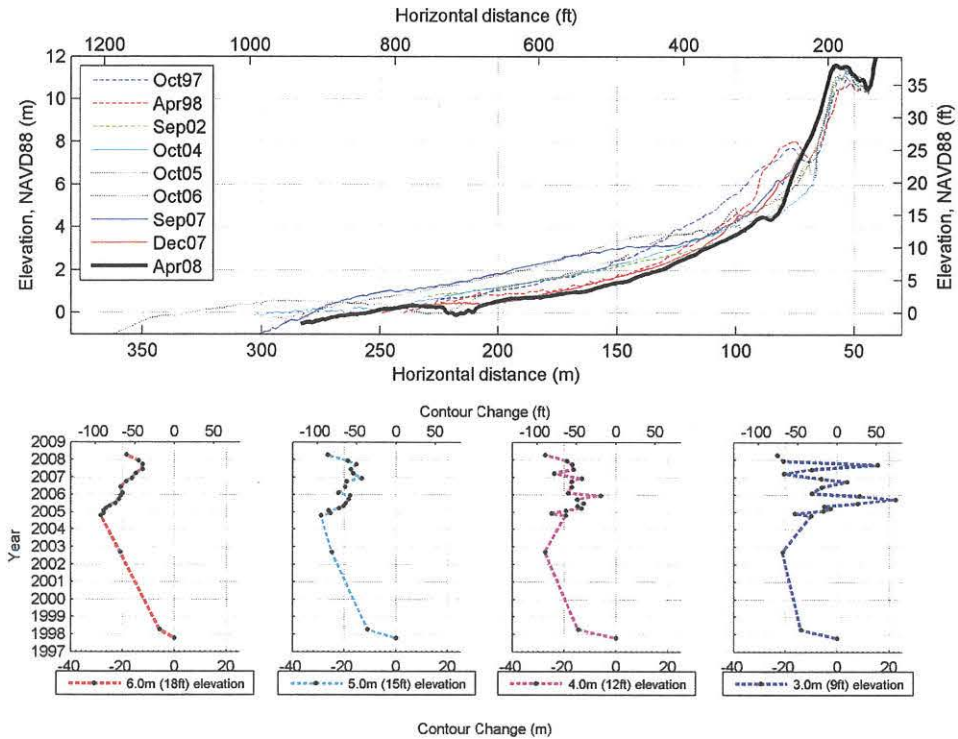 Horizontal distance (ft)
1200 1000 800 600 400 200
Elevation, NAVD88 (m)
12
10
8
6
4
2
0
Oct97
Apr98
Sep02
Oct04
Oct05
Oct06
Sep07
Dec07
Apr08
35
30
25
20
15
10
5
0
Elevation, NAVD88 (ft)
350 300 250 200 150 100 50
Horizontal distance (m)
Contour Change (ft)
-100 -50 0 50
-100 -50 0 50
-100 -50 0 50
-100 -50 0 50
Year
2009
2008
2007
2006
2005
2004
2003
2002
2001
2000
1999
1998
1997
-40 -20 0 20
-40 -20 0 20
-40 -20 0 20
-40 -20 0 20
6.0m (18ft) elevation
5.0m (15ft) elevation
4.0m (12ft) elevation
3.0m (9ft) elevation
Contour Change (m)